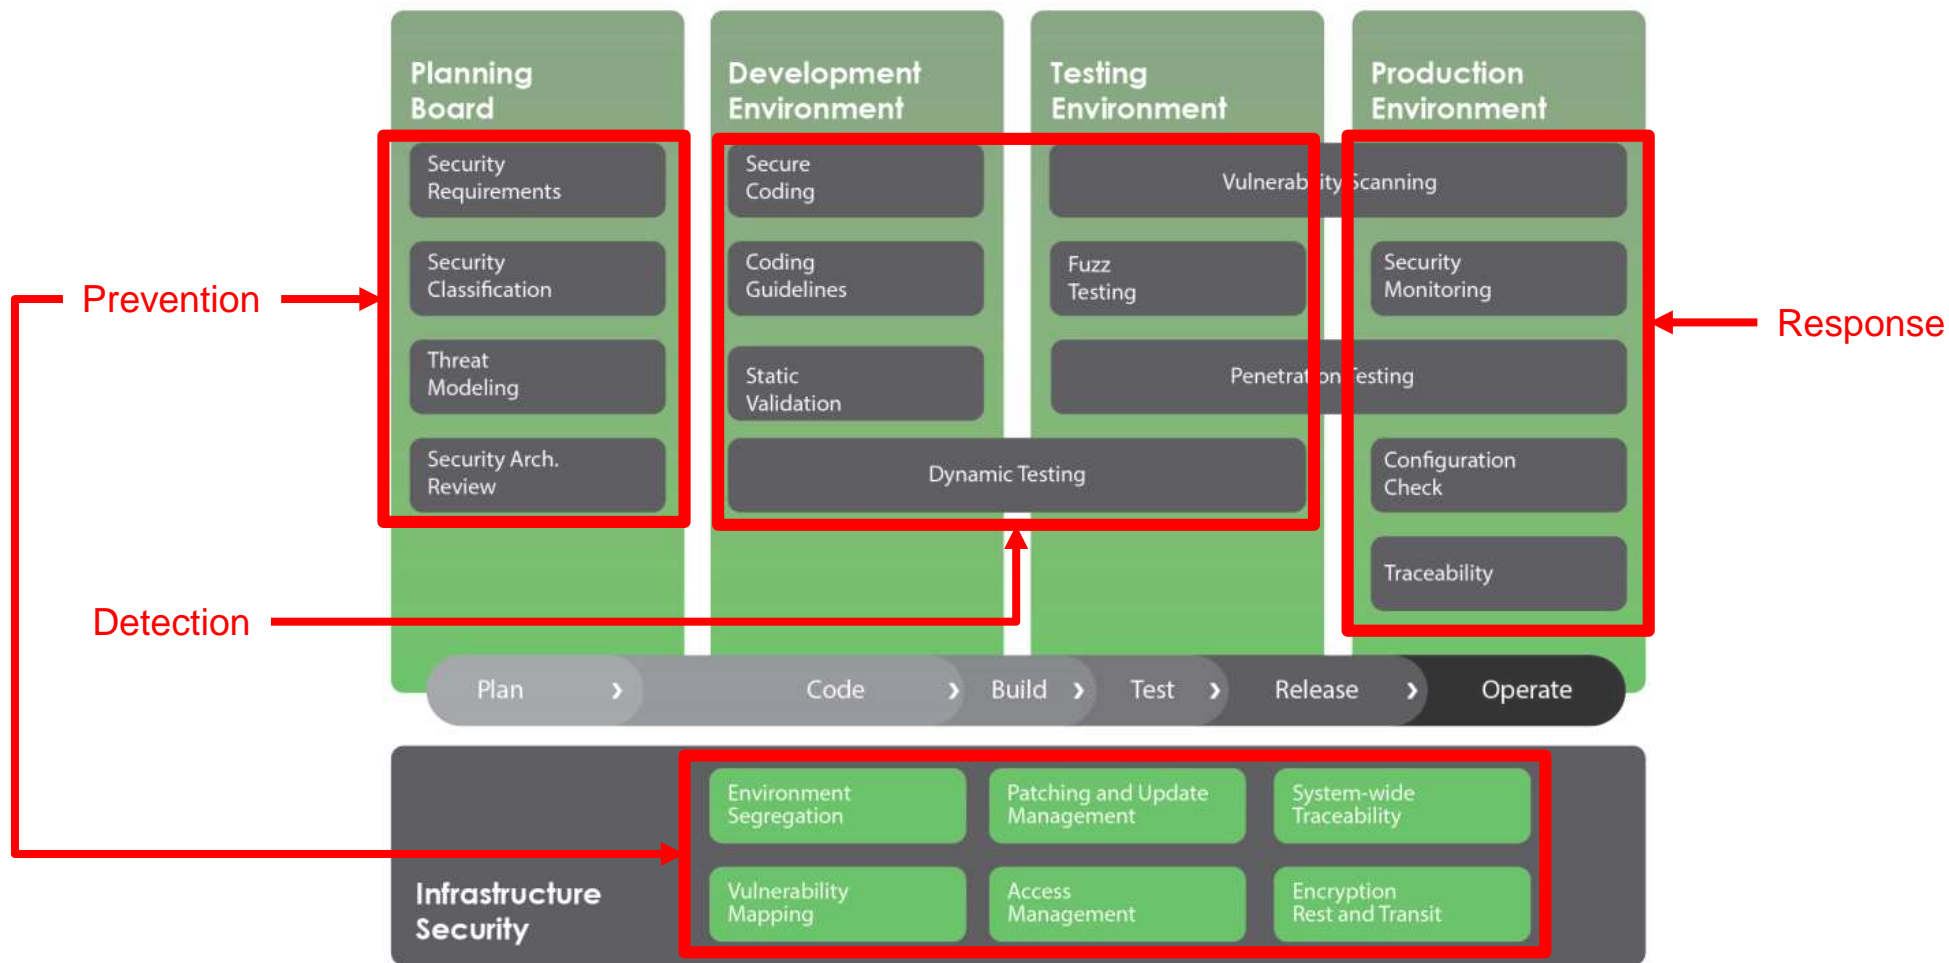 Planning
Board
Development
Environment
Testing
Environment
Production
Environment
Security
Requirements
Security
Classification
Threat
Modeling
Security Arch.
Review
Secure
Coding
Coding
Guidelines
Static
Validation
Dynamic Testing
Vulnerability Scanning
Fuzz
Testing
Penetration Testing
Security
Monitoring
Configuration
Check
Traceability
Prevention
Detection
Response
Plan
Code
Build
Test
Release
Operate
Infrastructure
Security
Environment
Segregation
Patching and Update
Management
System-wide
Traceability
Vulnerability
Mapping
Access
Management
Encryption
Rest and Transit